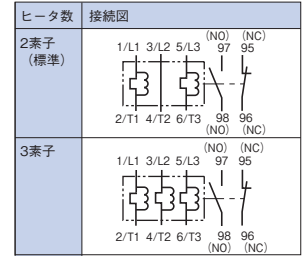 ヒータ数 接続図
2素子
(標準)
(NO) (NC)
1/L1 3/L2 5/L3 97 95
2/T1 4/T2 6/T3 98 96
(NO) (NC)
3素子
(NO) (NC)
1/L1 3/L2 5/L3 97 95
2/T1 4/T2 6/T3 98 96
(NO) (NC)